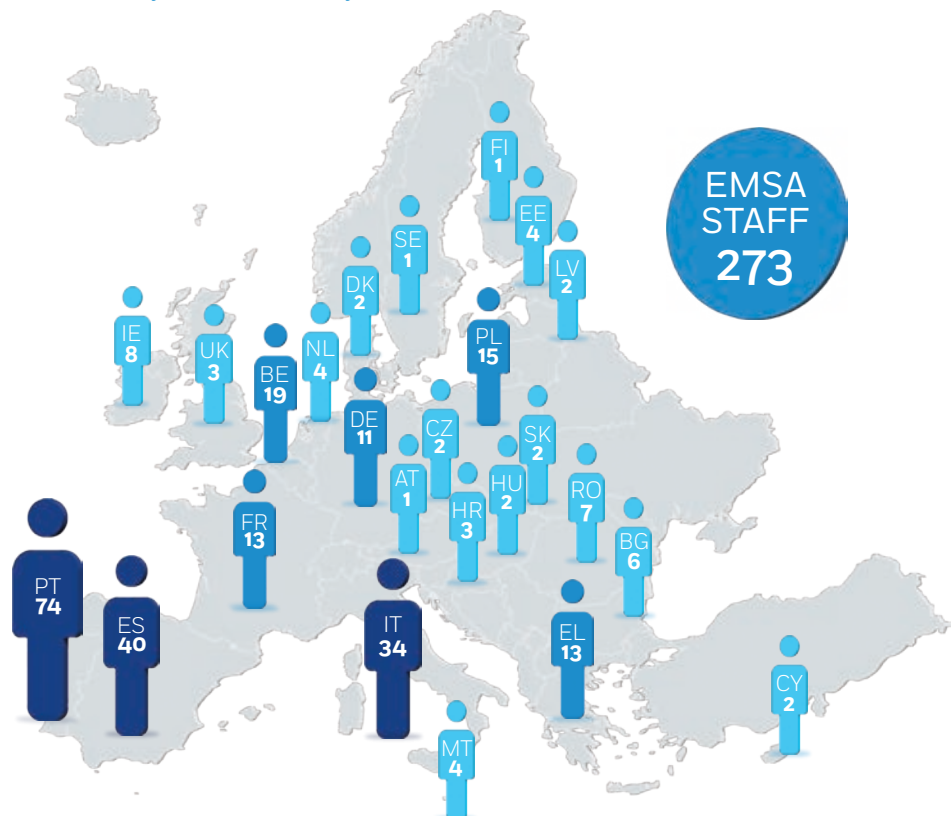 FI
1
EMSA
STAFF
273
EE
4
SE
1
LV
2
DK
2
IE
8
UK
3
BE
19
NL
4
PL
15
DE
11
CZ
2
SK
2
AT
1
HR
3
HU
2
RO
7
FR
13
BG
6
PT
74
ES
40
IT
34
EL
13
CY
2
MT
4